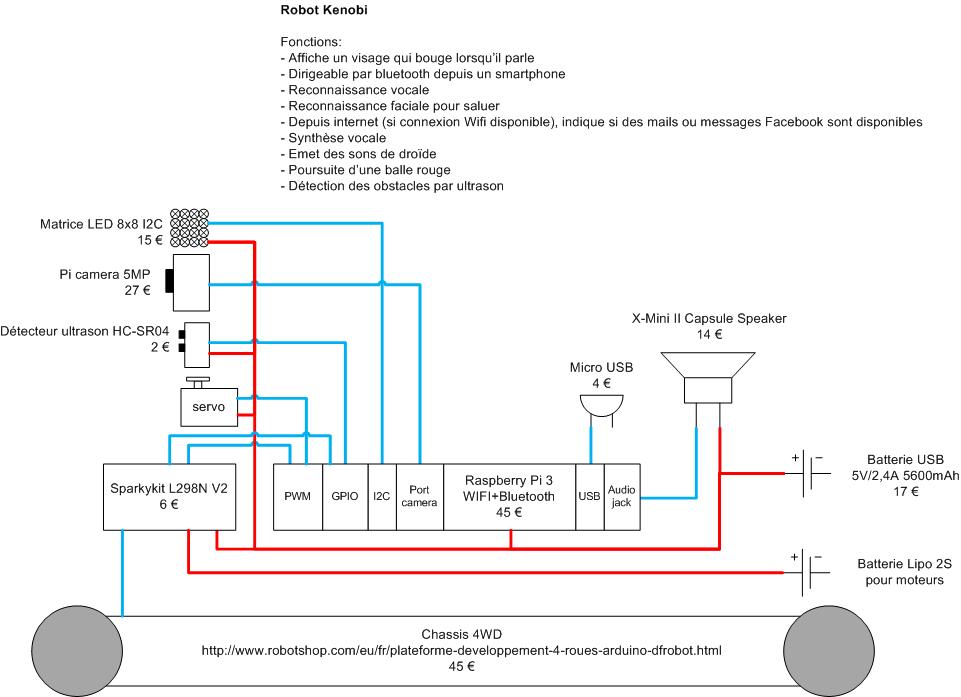 Robot Kenobi
Fonctions:
- Affiche un visage qui bouge lorsqu'il parle
- Dirigeable par bluetooth depuis un smartphone
- Reconnaissance vocale
- Reconnaissance faciale pour saluer
- Depuis internet (si connexion Wifi disponible), indique si des mails ou messages Facebook sont disponibles
- Synthèse vocale
- Emet des sons de droïde
- Poursuite d'une balle rouge
- Détection des obstacles par ultrason
Matrice LED 8x8 I2C
15 €
Pi camera 5MP
27 €
Détecteur ultrason HC-SR04
2 €
servo
X-Mini II Capsule Speaker
14 €
Micro USB
4 €
Sparkykit L298N V2
6 €
PWM
GPIO
I2C
Port
camera
Raspberry Pi 3
WIFI+Bluetooth
45 €
USB
Audio
jack
+ −
Batterie USB
5V/2,4A 5600mAh
17 €
+ −
Batterie Lipo 2S
pour moteurs
Chassis 4WD
http://www.robotshop.com/eu/fr/plateforme-developpement-4-roues-arduino-dfrobot.html
45 €